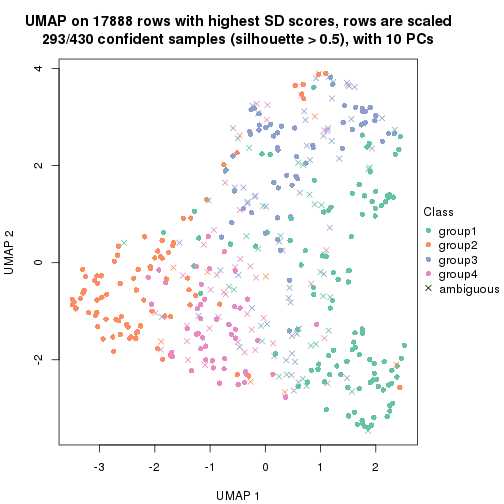 UMAP on 17888 rows with highest SD scores, rows are scaled
293/430 confident samples (silhouette > 0.5), with 10 PCs
4
2
0
-2
UMAP 2
-3
-2
-1
0
1
2
UMAP 1
Class
group1
group2
group3
group4
ambiguous